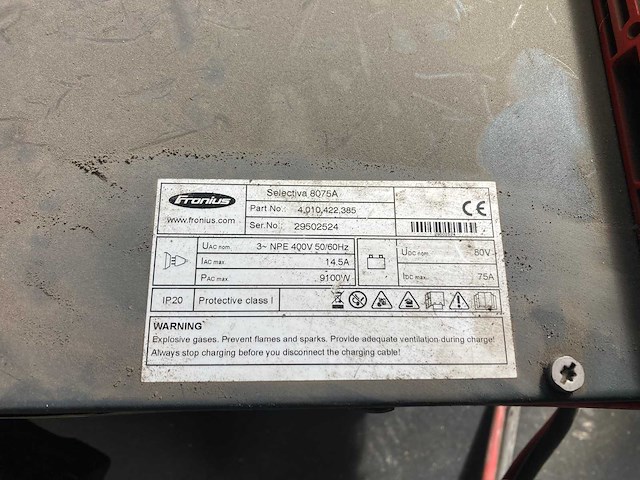 Fronius
www.fronius.com
Selectiva 8075A
Part No. 4,010,422,385
Ser.No. 29502524
CE
UAC nom 3~ NPE 400V 50/60Hz
IAC max 14.5A
PAC max 9100W
UDC nom. 80V
IDC max. 75A
IP20 Protective class I
WARNING
Explosive gases. Prevent flames and sparks. Provide adequate ventilation during charge!
Always stop charging before you disconnect the charging cable!